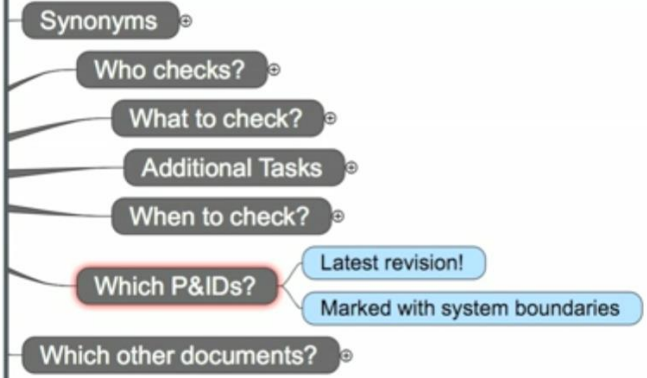 Synonyms
Who checks?
What to check?
Additional Tasks
When to check?
Which P&IDs?
Latest revision!
Marked with system boundaries
Which other documents?